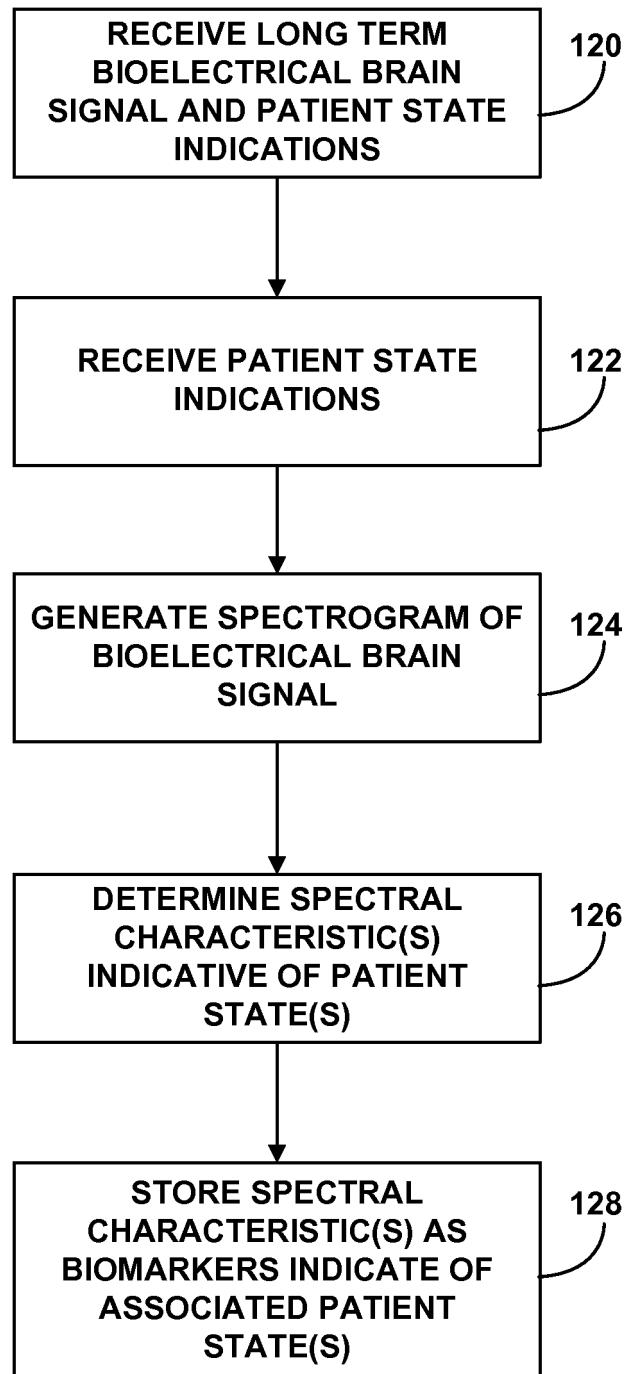 RECEIVE LONG TERM
BIOELECTRICAL BRAIN
SIGNAL AND PATIENT STATE
INDICATIONS
120
RECEIVE PATIENT STATE
INDICATIONS
122
GENERATE SPECTROGRAM OF
BIOELECTRICAL BRAIN
SIGNAL
124
DETERMINE SPECTRAL
CHARACTERISTIC(S)
INDICATIVE OF PATIENT
STATE(S)
126
STORE SPECTRAL
CHARACTERISTIC(S) AS
BIOMARKERS INDICATE OF
ASSOCIATED PATIENT
STATE(S)
128